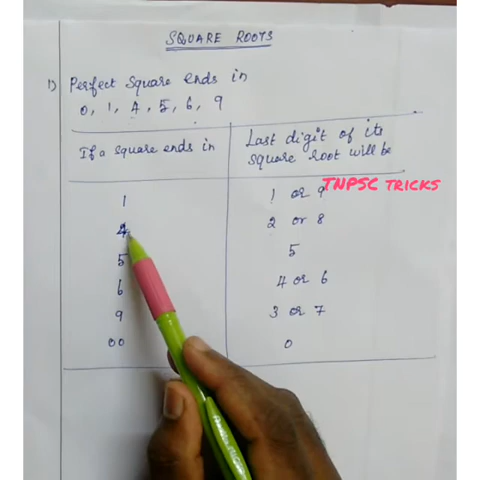 SQUARE ROOTS
1) Perfect Square ends in
0, 1, 4, 5, 6, 9
If a square ends in
Last digit of its
square root will be
1
1 or 9
TNPSC TRICKS
4
2 or 8
5
5
6
4 or 6
9
3 or 7
00
0